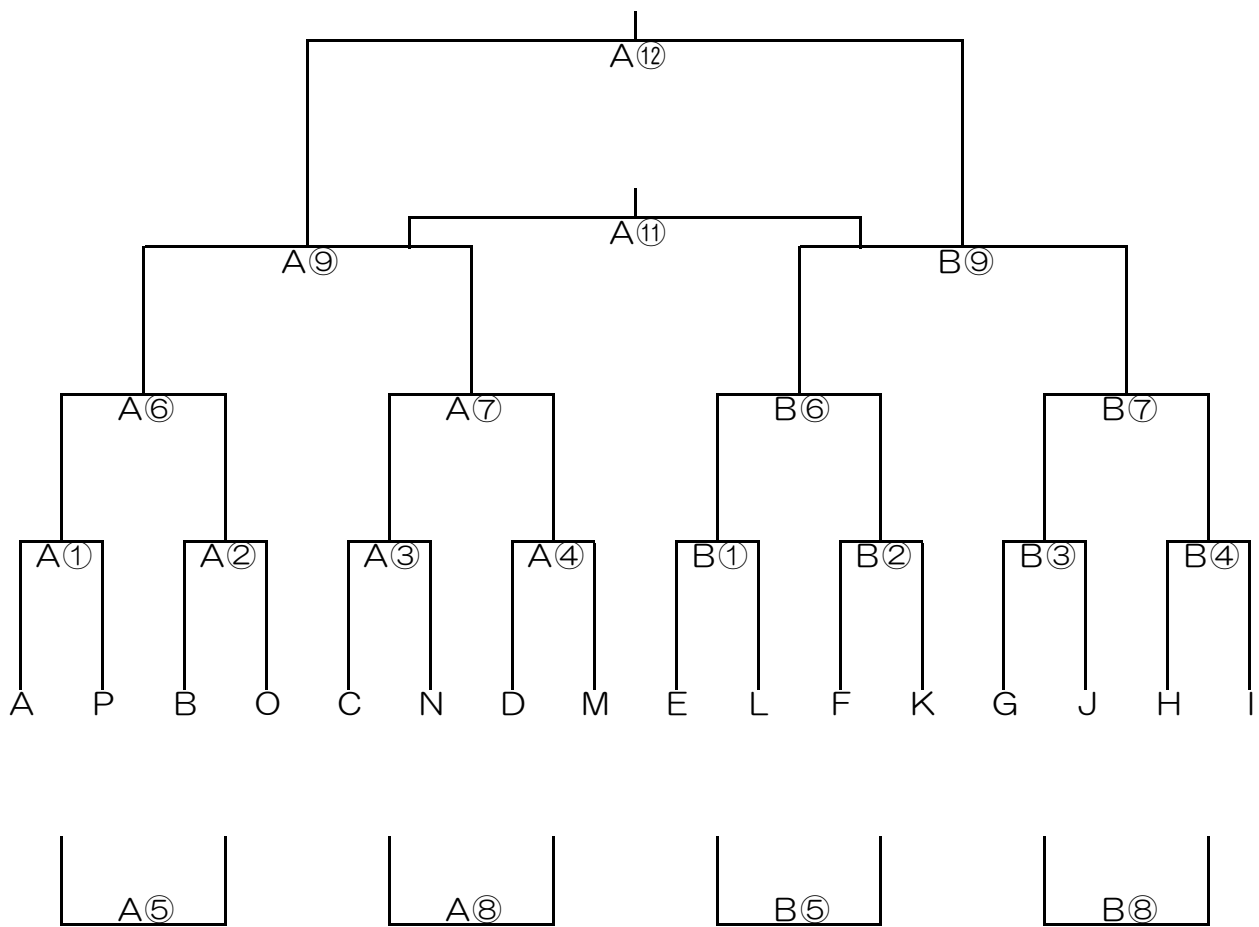 A⑫
A⑪
A⑨ B⑨
A⑥ A⑦ B⑥ B⑦
A① A② A③ A④ B① B② B③ B④
A P B O C N D M E L F K G J H I
A⑤ A⑧ B⑤ B⑧